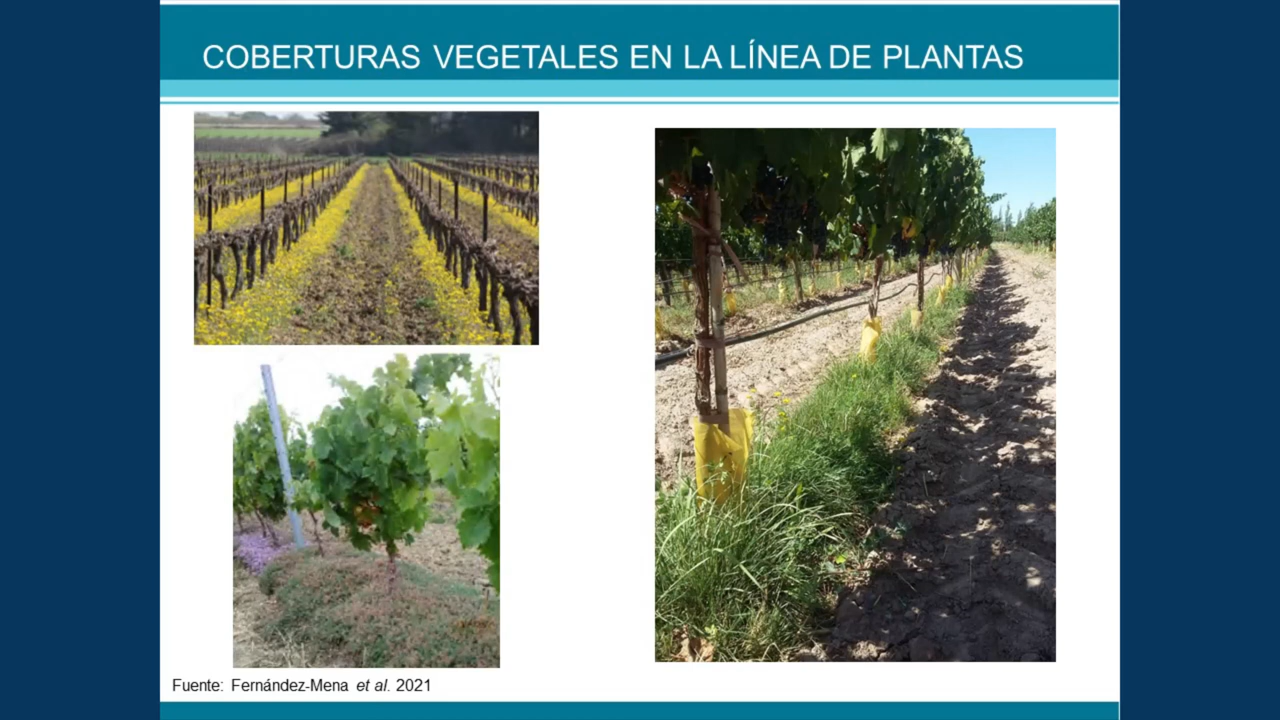 COBERTURAS VEGETALES EN LA LÍNEA DE PLANTAS
Fuente: Fernández-Mena et al. 2021